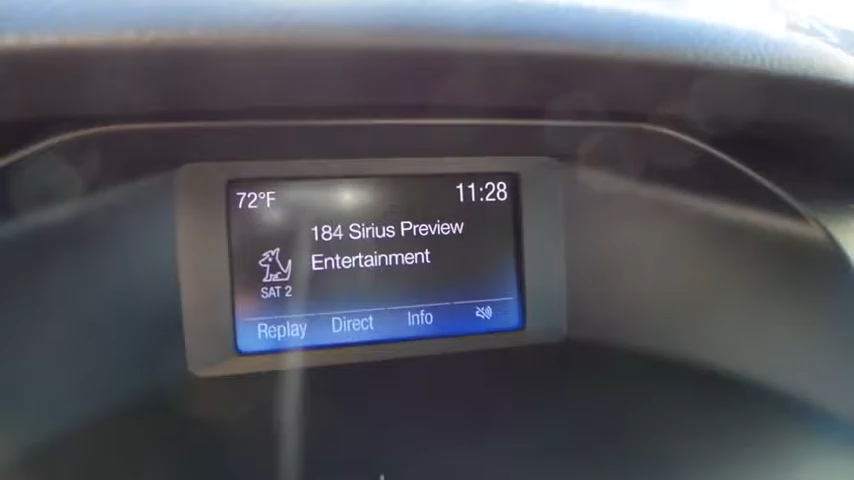 72°F 11:28
184 Sirius Preview
Entertainment
SAT 2
Replay Direct Info